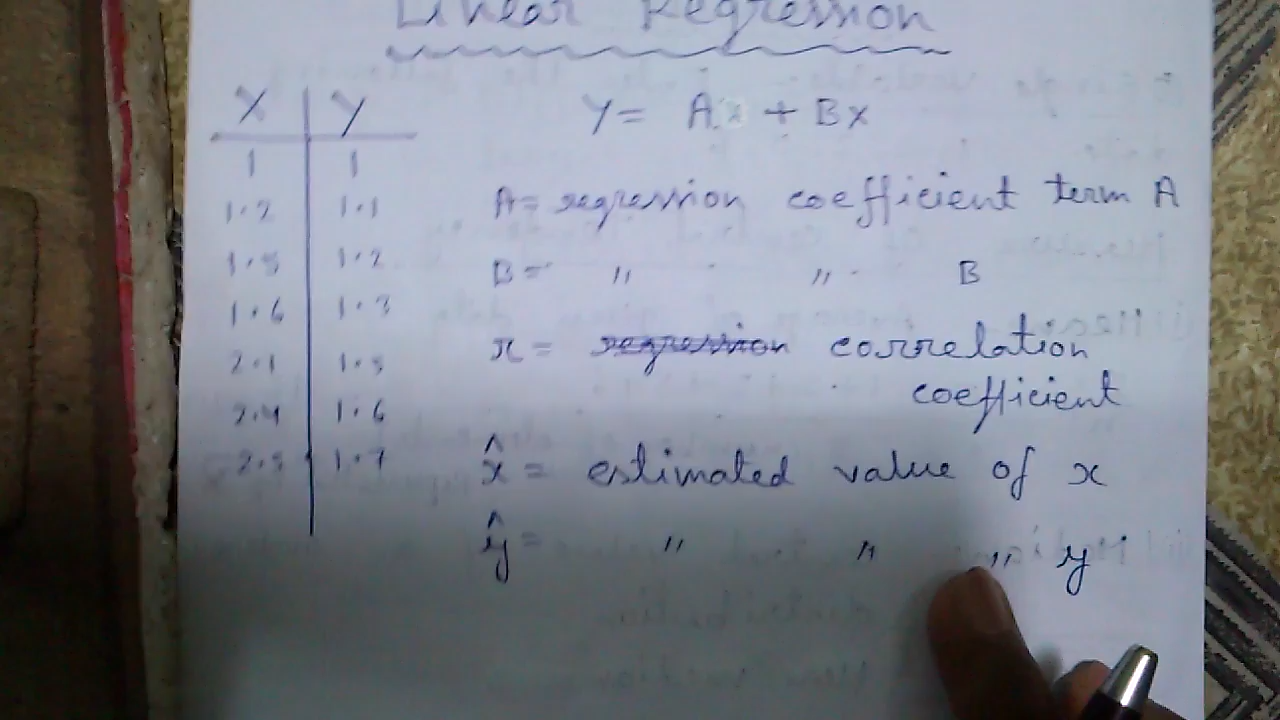 Linear Regression
X Y
1 1
1.2 1.1
1.5 1.2
1.6 1.3
2.1 1.5
2.4 1.6
2.5 1.7
Y = A + Bx
A = regression coefficient term A
B = " " B
r = correlation
coefficient
x̂ = estimated value of x
ŷ = " " " y